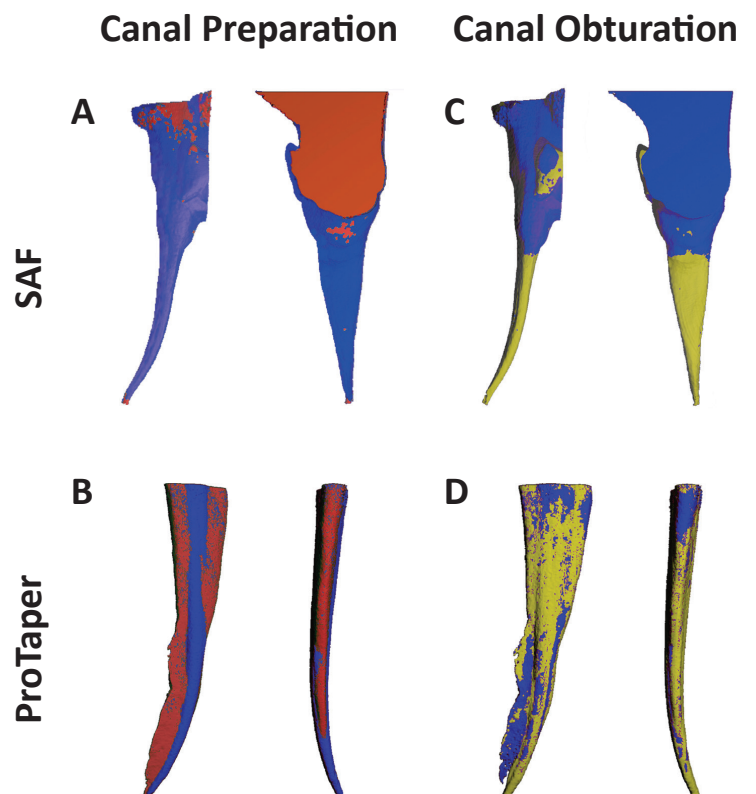 Canal Preparation
Canal Obturation
A
C
SAF
B
D
ProTaper